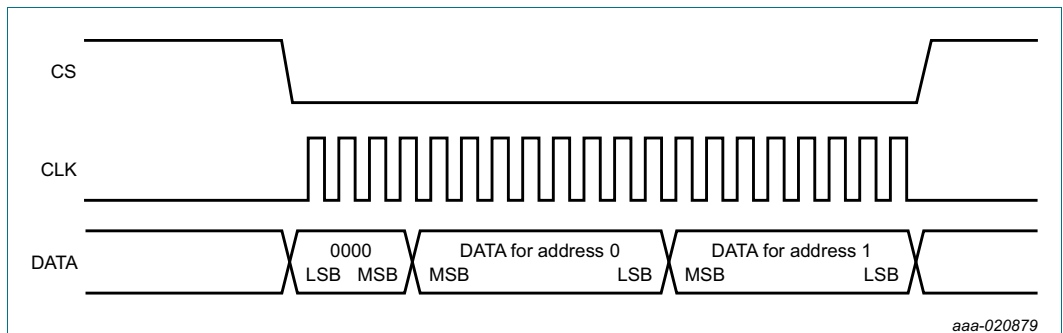 CS
CLK
DATA
0000
LSB MSB
DATA for address 0
MSB LSB
DATA for address 1
MSB LSB
aaa-020879